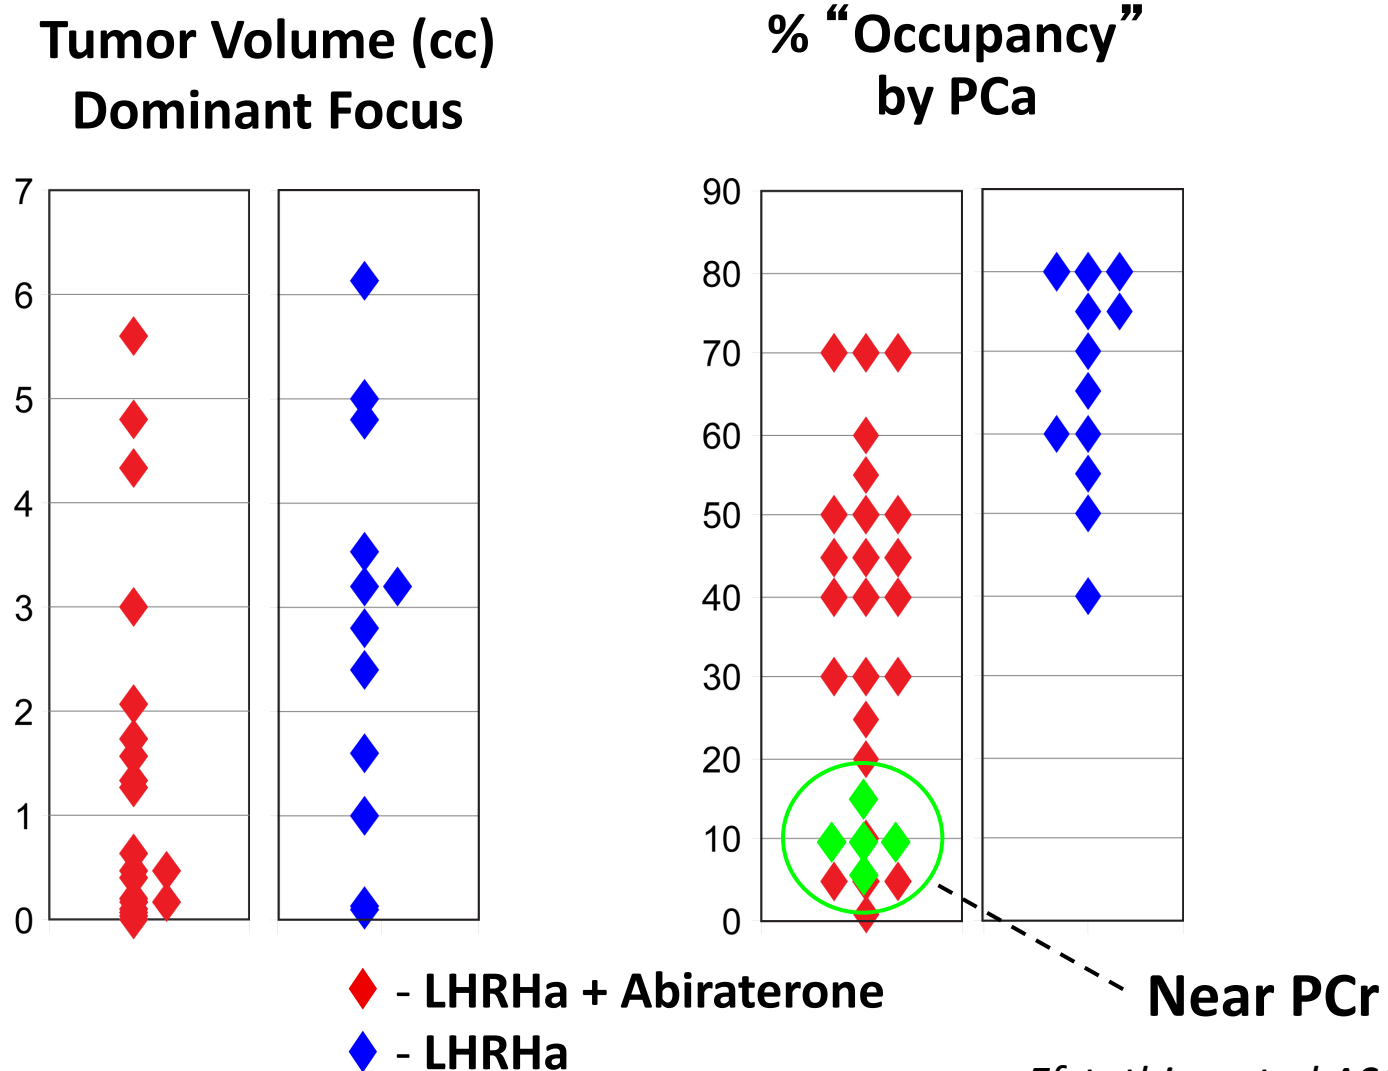 Tumor Volume (cc)
Dominant Focus
% “Occupancy”
by PCa
7
6
5
4
3
2
1
0
90
80
70
60
50
40
30
20
10
0
- LHRHa + Abiraterone
- LHRHa
Near PCr